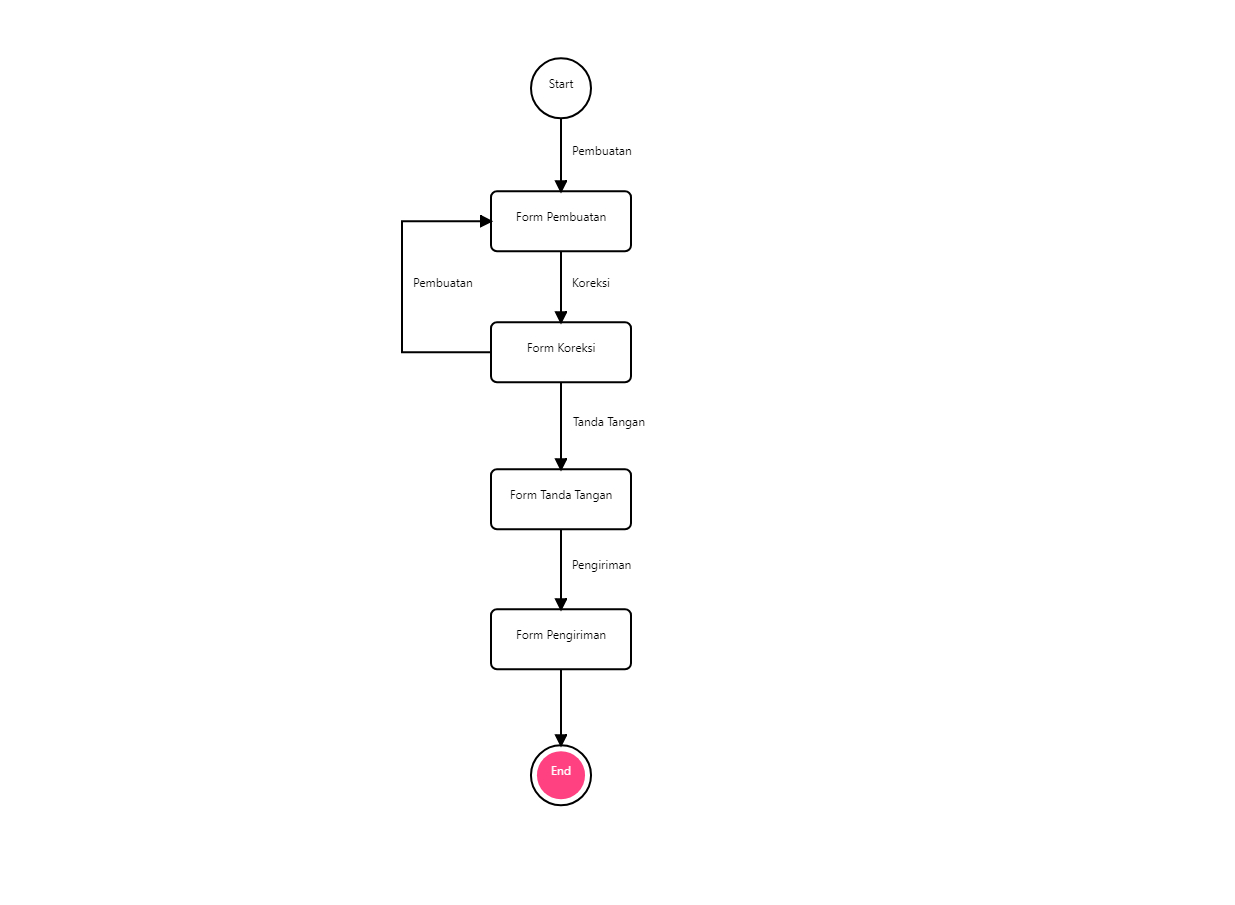 Start
Pembuatan
Form Pembuatan
Pembuatan
Koreksi
Form Koreksi
Tanda Tangan
Form Tanda Tangan
Pengiriman
Form Pengiriman
End